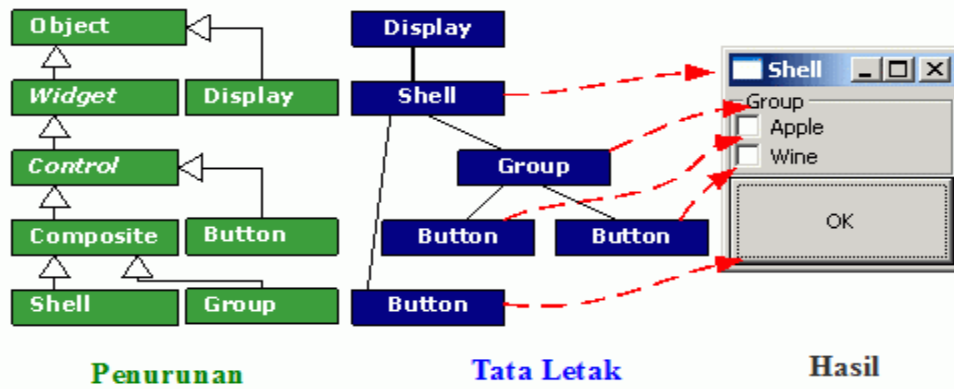 Object
Widget
Display
Control
Composite
Button
Shell
Group
Penurunan
Display
Shell
Group
Button
Button
Button
Tata Letak
Shell
Group
Apple
Wine
OK
Hasil